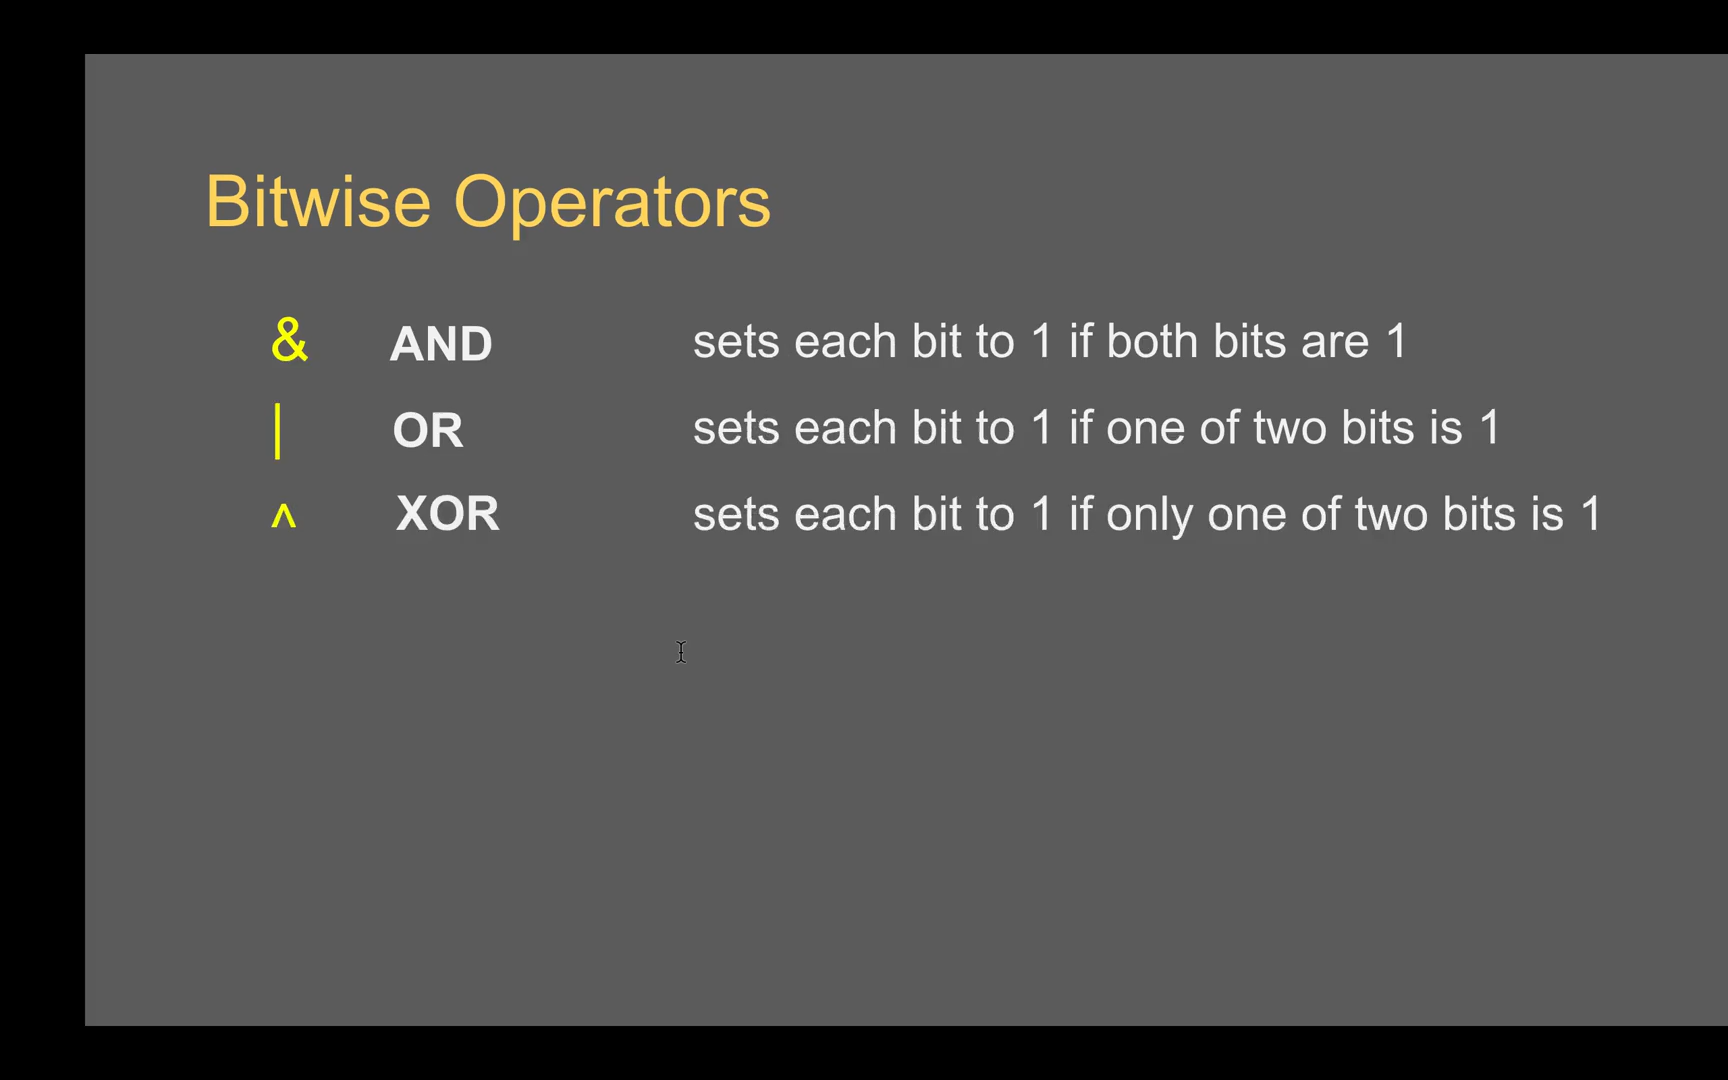 Bitwise Operators
& AND sets each bit to 1 if both bits are 1
| OR sets each bit to 1 if one of two bits is 1
^ XOR sets each bit to 1 if only one of two bits is 1